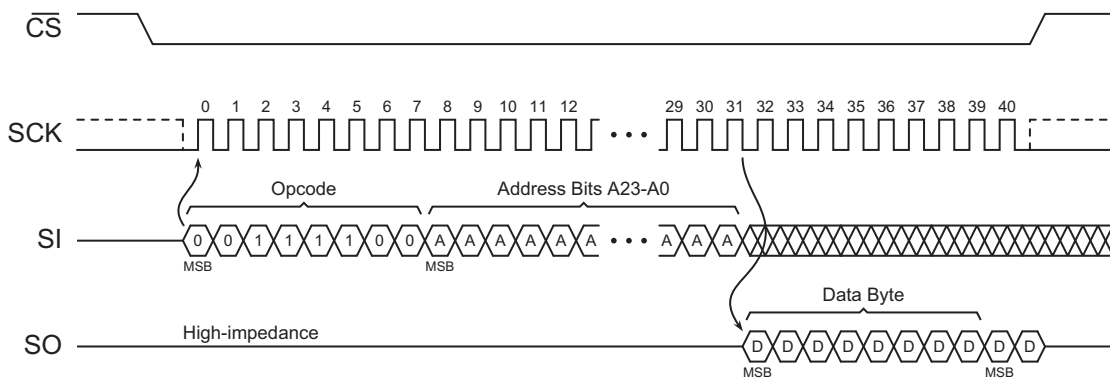 CS
0 1 2 3 4 5 6 7 8 9 10 11 12 29 30 31 32 33 34 35 36 37 38 39 40
SCK
Opcode Address Bits A23-A0
SI 0 0 1 1 1 1 0 0 A A A A A A A A A
MSB MSB
Data Byte
High-impedance
SO D D D D D D D D D D
MSB MSB